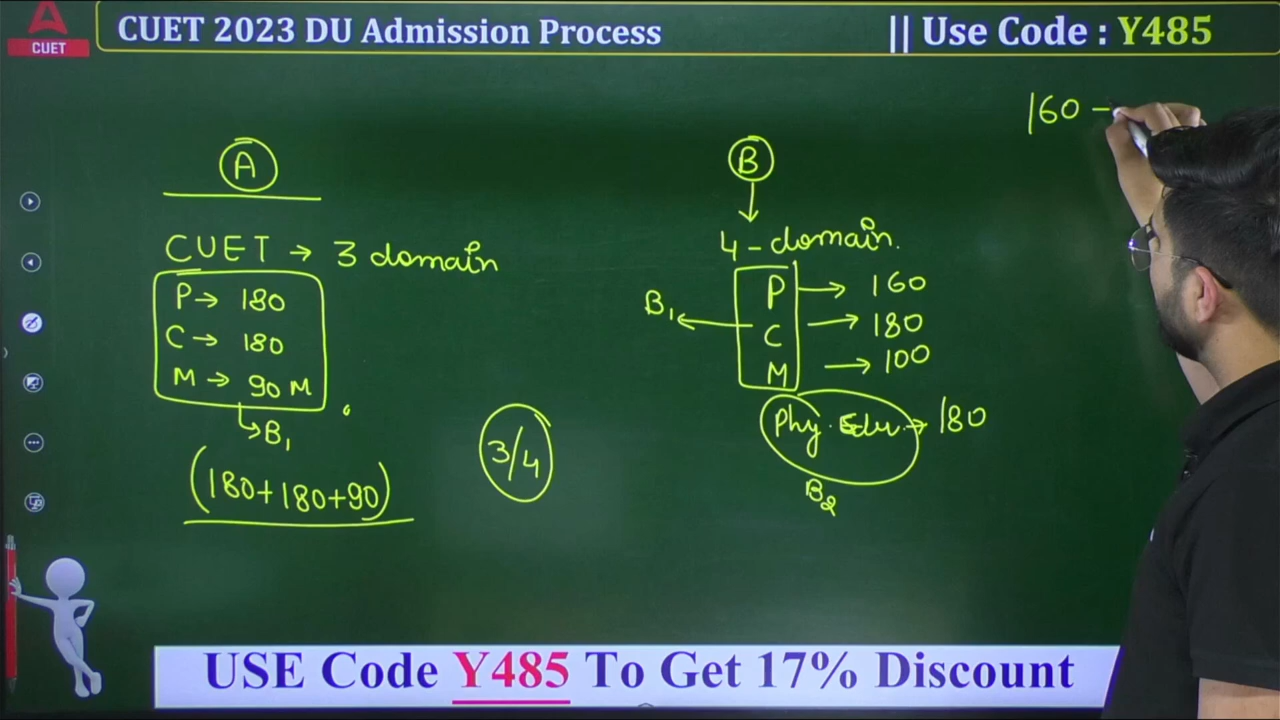 CUET
CUET 2023 DU Admission Process
|| Use Code : Y485
160 -
A
CUET → 3 domain
P → 180
C → 180
M → 90 M
B1
(180+180+90)
3/4
B
4-domain.
B1
P → 160
C → 180
M → 100
Phy. Edu. → 180
B2
USE Code Y485 To Get 17% Discount